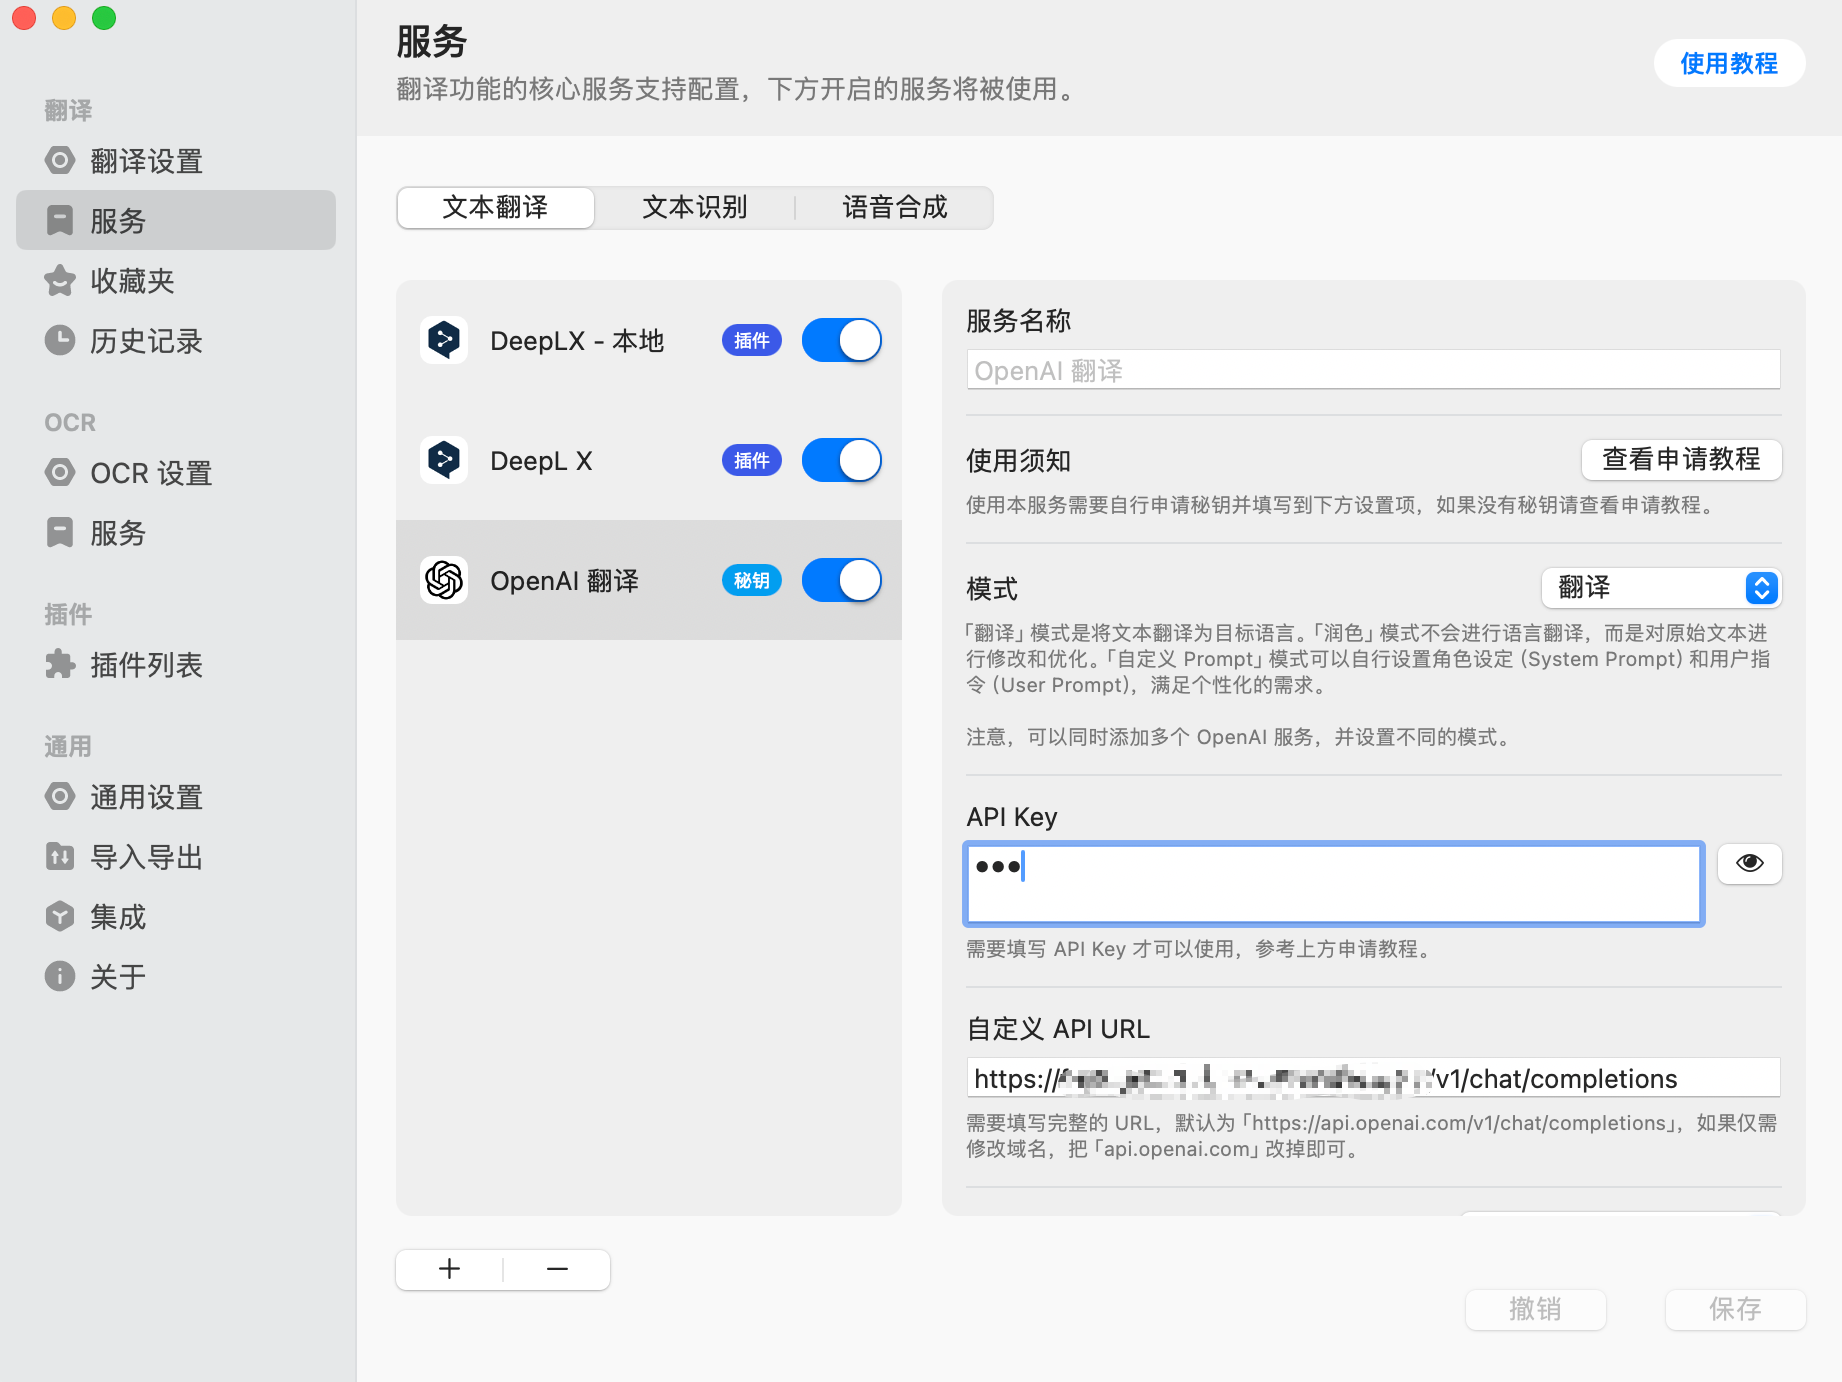 服务
翻译功能的核心服务支持配置，下方开启的服务将被使用。
使用教程
翻译
翻译设置
服务
收藏夹
历史记录
OCR
OCR 设置
服务
插件
插件列表
通用
通用设置
导入导出
集成
关于
文本翻译
文本识别
语音合成
DeepLX - 本地
插件
DeepL X
插件
OpenAI 翻译
秘钥
服务名称
OpenAI 翻译
使用须知
查看申请教程
使用本服务需要自行申请秘钥并填写到下方设置项，如果没有秘钥请查看申请教程。
模式
翻译
「翻译」模式是将文本翻译为目标语言。「润色」模式不会进行语言翻译，而是对原始文本进
行修改和优化。「自定义 Prompt」模式可以自行设置角色设定 (System Prompt) 和用户指
令 (User Prompt)，满足个性化的需求。
注意，可以同时添加多个 OpenAI 服务，并设置不同的模式。
API Key
•••
需要填写 API Key 才可以使用，参考上方申请教程。
自定义 API URL
https:// /v1/chat/completions
需要填写完整的 URL，默认为「https://api.openai.com/v1/chat/completions」，如果仅需
修改域名，把「api.openai.com」改掉即可。
撤销
保存